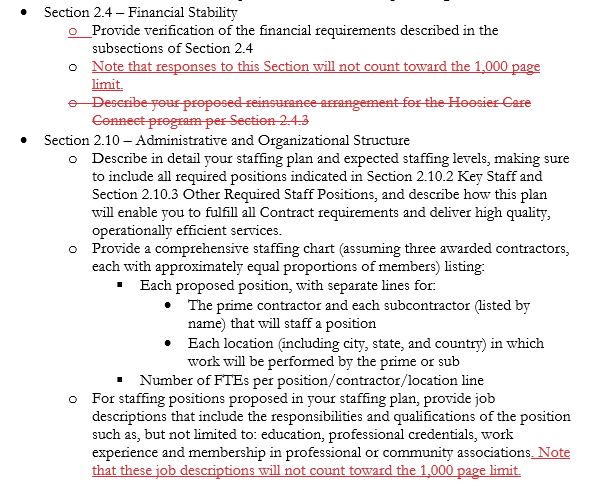 • Section 2.4 – Financial Stability
o Provide verification of the financial requirements described in the
subsections of Section 2.4
o Note that responses to this Section will not count toward the 1,000 page
limit.
o Describe your proposed reinsurance arrangement for the Hoosier Care
Connect program per Section 2.4.3
• Section 2.10 – Administrative and Organizational Structure
o Describe in detail your staffing plan and expected staffing levels, making sure
to include all required positions indicated in Section 2.10.2 Key Staff and
Section 2.10.3 Other Required Staff Positions, and describe how this plan
will enable you to fulfill all Contract requirements and deliver high quality,
operationally efficient services.
o Provide a comprehensive staffing chart (assuming three awarded contractors,
each with approximately equal proportions of members) listing:
▪ Each proposed position, with separate lines for:
• The prime contractor and each subcontractor (listed by
name) that will staff a position
• Each location (including city, state, and country) in which
work will be performed by the prime or sub
▪ Number of FTEs per position/contractor/location line
o For staffing positions proposed in your staffing plan, provide job
descriptions that include the responsibilities and qualifications of the position
such as, but not limited to: education, professional credentials, work
experience and membership in professional or community associations. Note
that these job descriptions will not count toward the 1,000 page limit.